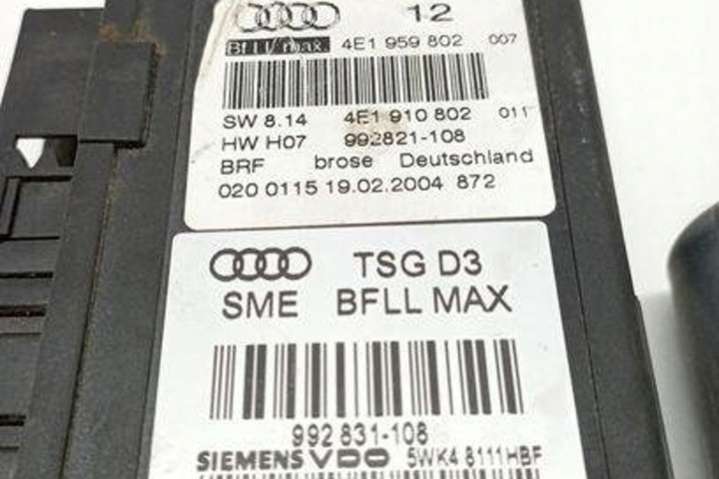 12
BFLL max. 4E1 959 802 007
SW 8.14 4E1 910 802 011
HW H07 992821-108
BRF brose Deutschland
020 0115 19.02.2004 872
TSG D3
SME BFLL MAX
992 831-108
SIEMENS VDO 5WK4 8111HBF